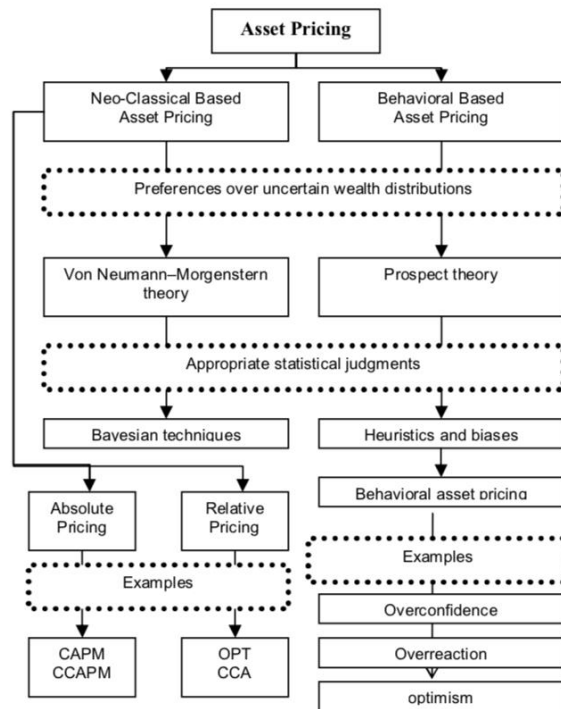 Asset Pricing
Neo-Classical Based
Asset Pricing
Behavioral Based
Asset Pricing
Preferences over uncertain wealth distributions
Von Neumann–Morgenstern
theory
Prospect theory
Appropriate statistical judgments
Bayesian techniques
Heuristics and biases
Absolute
Pricing
Relative
Pricing
Behavioral asset pricing
Examples
Examples
Overconfidence
CAPM
CCAPM
OPT
CCA
Overreaction
optimism